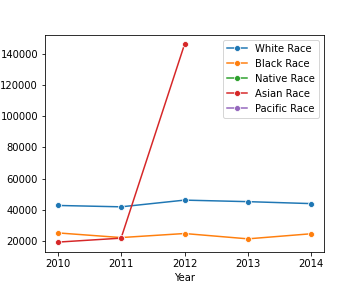 140000
120000
100000
80000
60000
40000
20000
2010 2011 2012 2013 2014
Year
White Race
Black Race
Native Race
Asian Race
Pacific Race